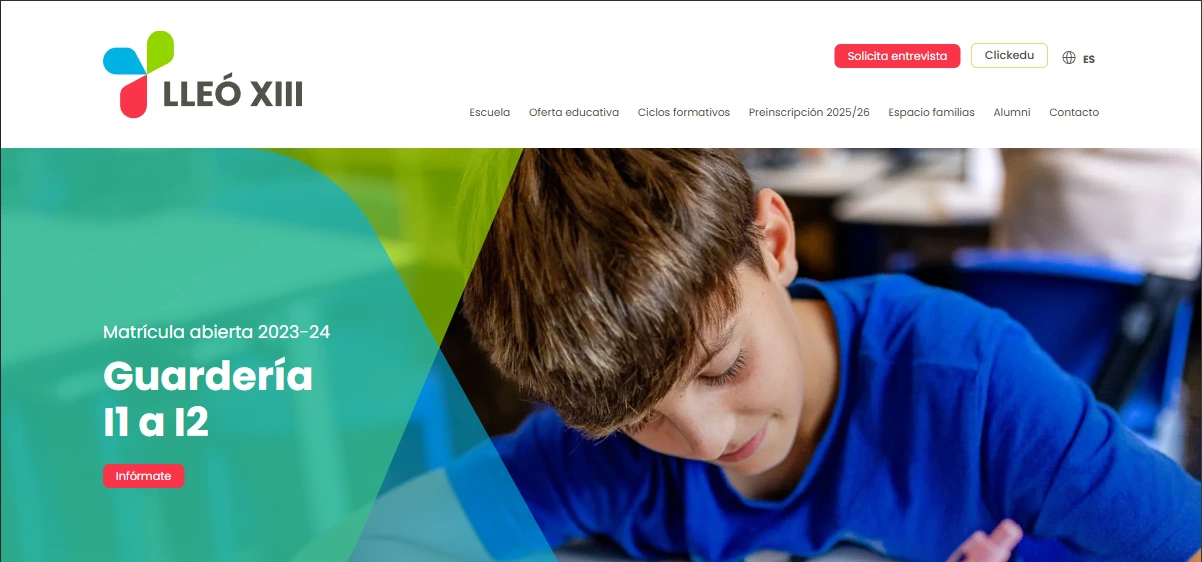 LLEÓ XIII
Solicita entrevista
Clickedu
ES
Escuela
Oferta educativa
Ciclos formativos
Preinscripción 2025/26
Espacio familias
Alumni
Contacto
Matrícula abierta 2023-24
Guardería
I1 a I2
Infórmate